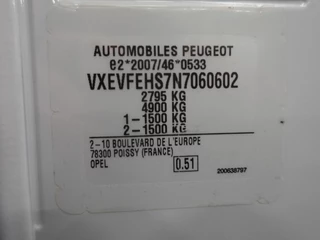 AUTOMOBILES PEUGEOT
e2*2007/46*0533
VXEVFEHS7N7060602
2795 KG
4900 KG
1-1500 KG
2-1500 KG
2-10 BOULEVARD DE L'EUROPE
78300 POISSY (FRANCE)
OPEL 0.51
200638797